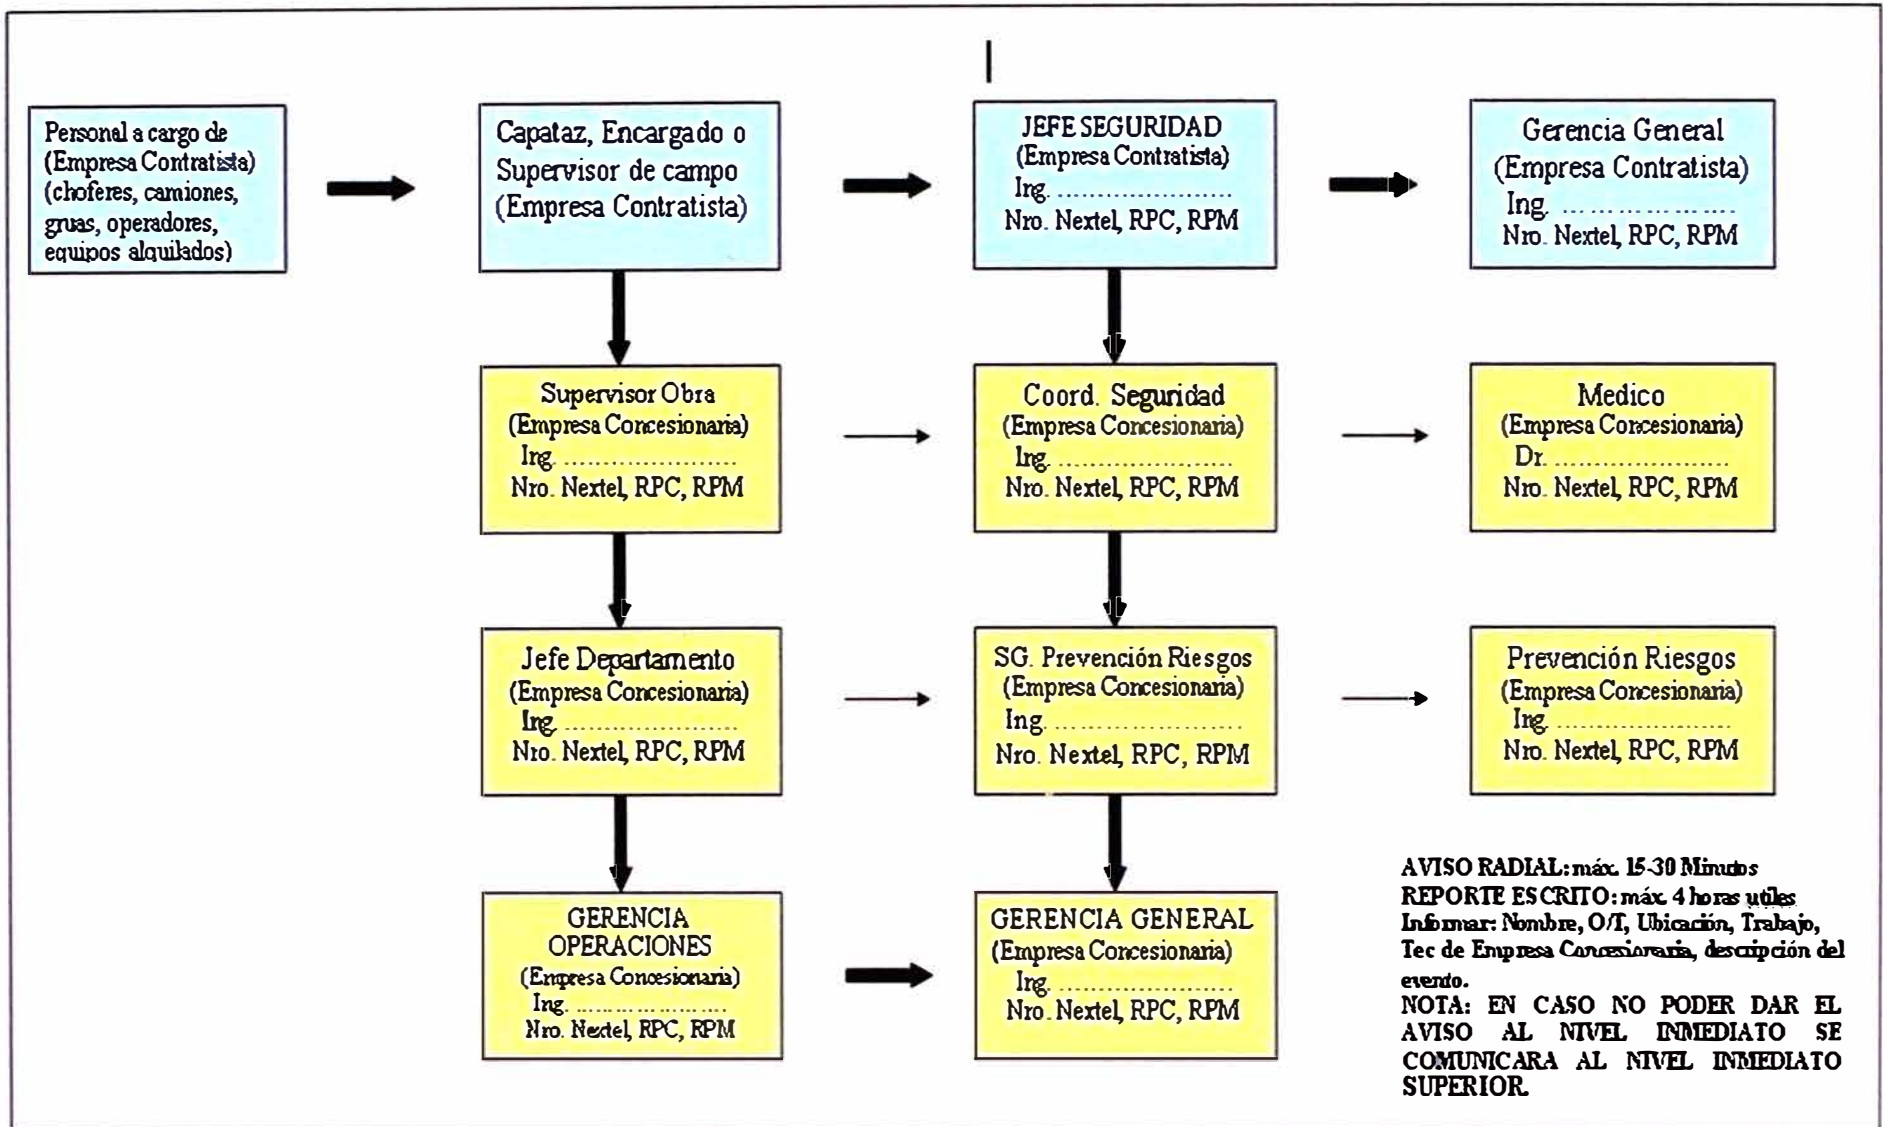 Personal a cargo de
(Empresa Contratista)
(choferes, camiones,
gruas, operadores,
equipos alquilados)
Capataz, Encargado o
Supervisor de campo
(Empresa Contratista)
JEFE SEGURIDAD
(Empresa Contratista)
Ing. ............................
Nro. Nextel, RPC, RPM
Gerencia General
(Empresa Contratista)
Ing. ............................
Nro. Nextel, RPC, RPM
Supervisor Obra
(Empresa Concesionaria)
Ing. ............................
Nro. Nextel, RPC, RPM
Coord. Seguridad
(Empresa Concesionaria)
Ing. ............................
Nro. Nextel, RPC, RPM
Medico
(Empresa Concesionaria)
Dr. ............................
Nro. Nextel, RPC, RPM
Jefe Departamento
(Empresa Concesionaria)
Ing. ............................
Nro. Nextel, RPC, RPM
SG. Prevención Riesgos
(Empresa Concesionaria)
Ing. ............................
Nro. Nextel, RPC, RPM
Prevención Riesgos
(Empresa Concesionaria)
Ing. ............................
Nro. Nextel, RPC, RPM
GERENCIA
OPERACIONES
(Empresa Concesionaria)
Ing. ............................
Nro. Nextel, RPC, RPM
GERENCIA GENERAL
(Empresa Concesionaria)
Ing. ............................
Nro. Nextel, RPC, RPM
AVISO RADIAL: máx. 15-30 Minutos
REPORTE ESCRITO: máx. 4 horas utiles
Informar: Nombre, O/T, Ubicación, Trabajo,
Tec de Empresa Concesionaria, descripción del
evento.
NOTA: EN CASO NO PODER DAR EL
AVISO AL NIVEL INMEDIATO SE
COMUNICARA AL NIVEL INMEDIATO
SUPERIOR.